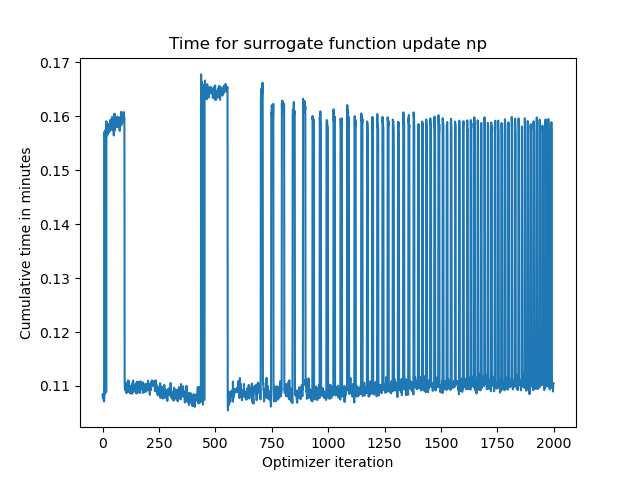 Time for surrogate function update np
Cumulative time in minutes
0.17
0.16
0.15
0.14
0.13
0.12
0.11
0 250 500 750 1000 1250 1500 1750 2000
Optimizer iteration